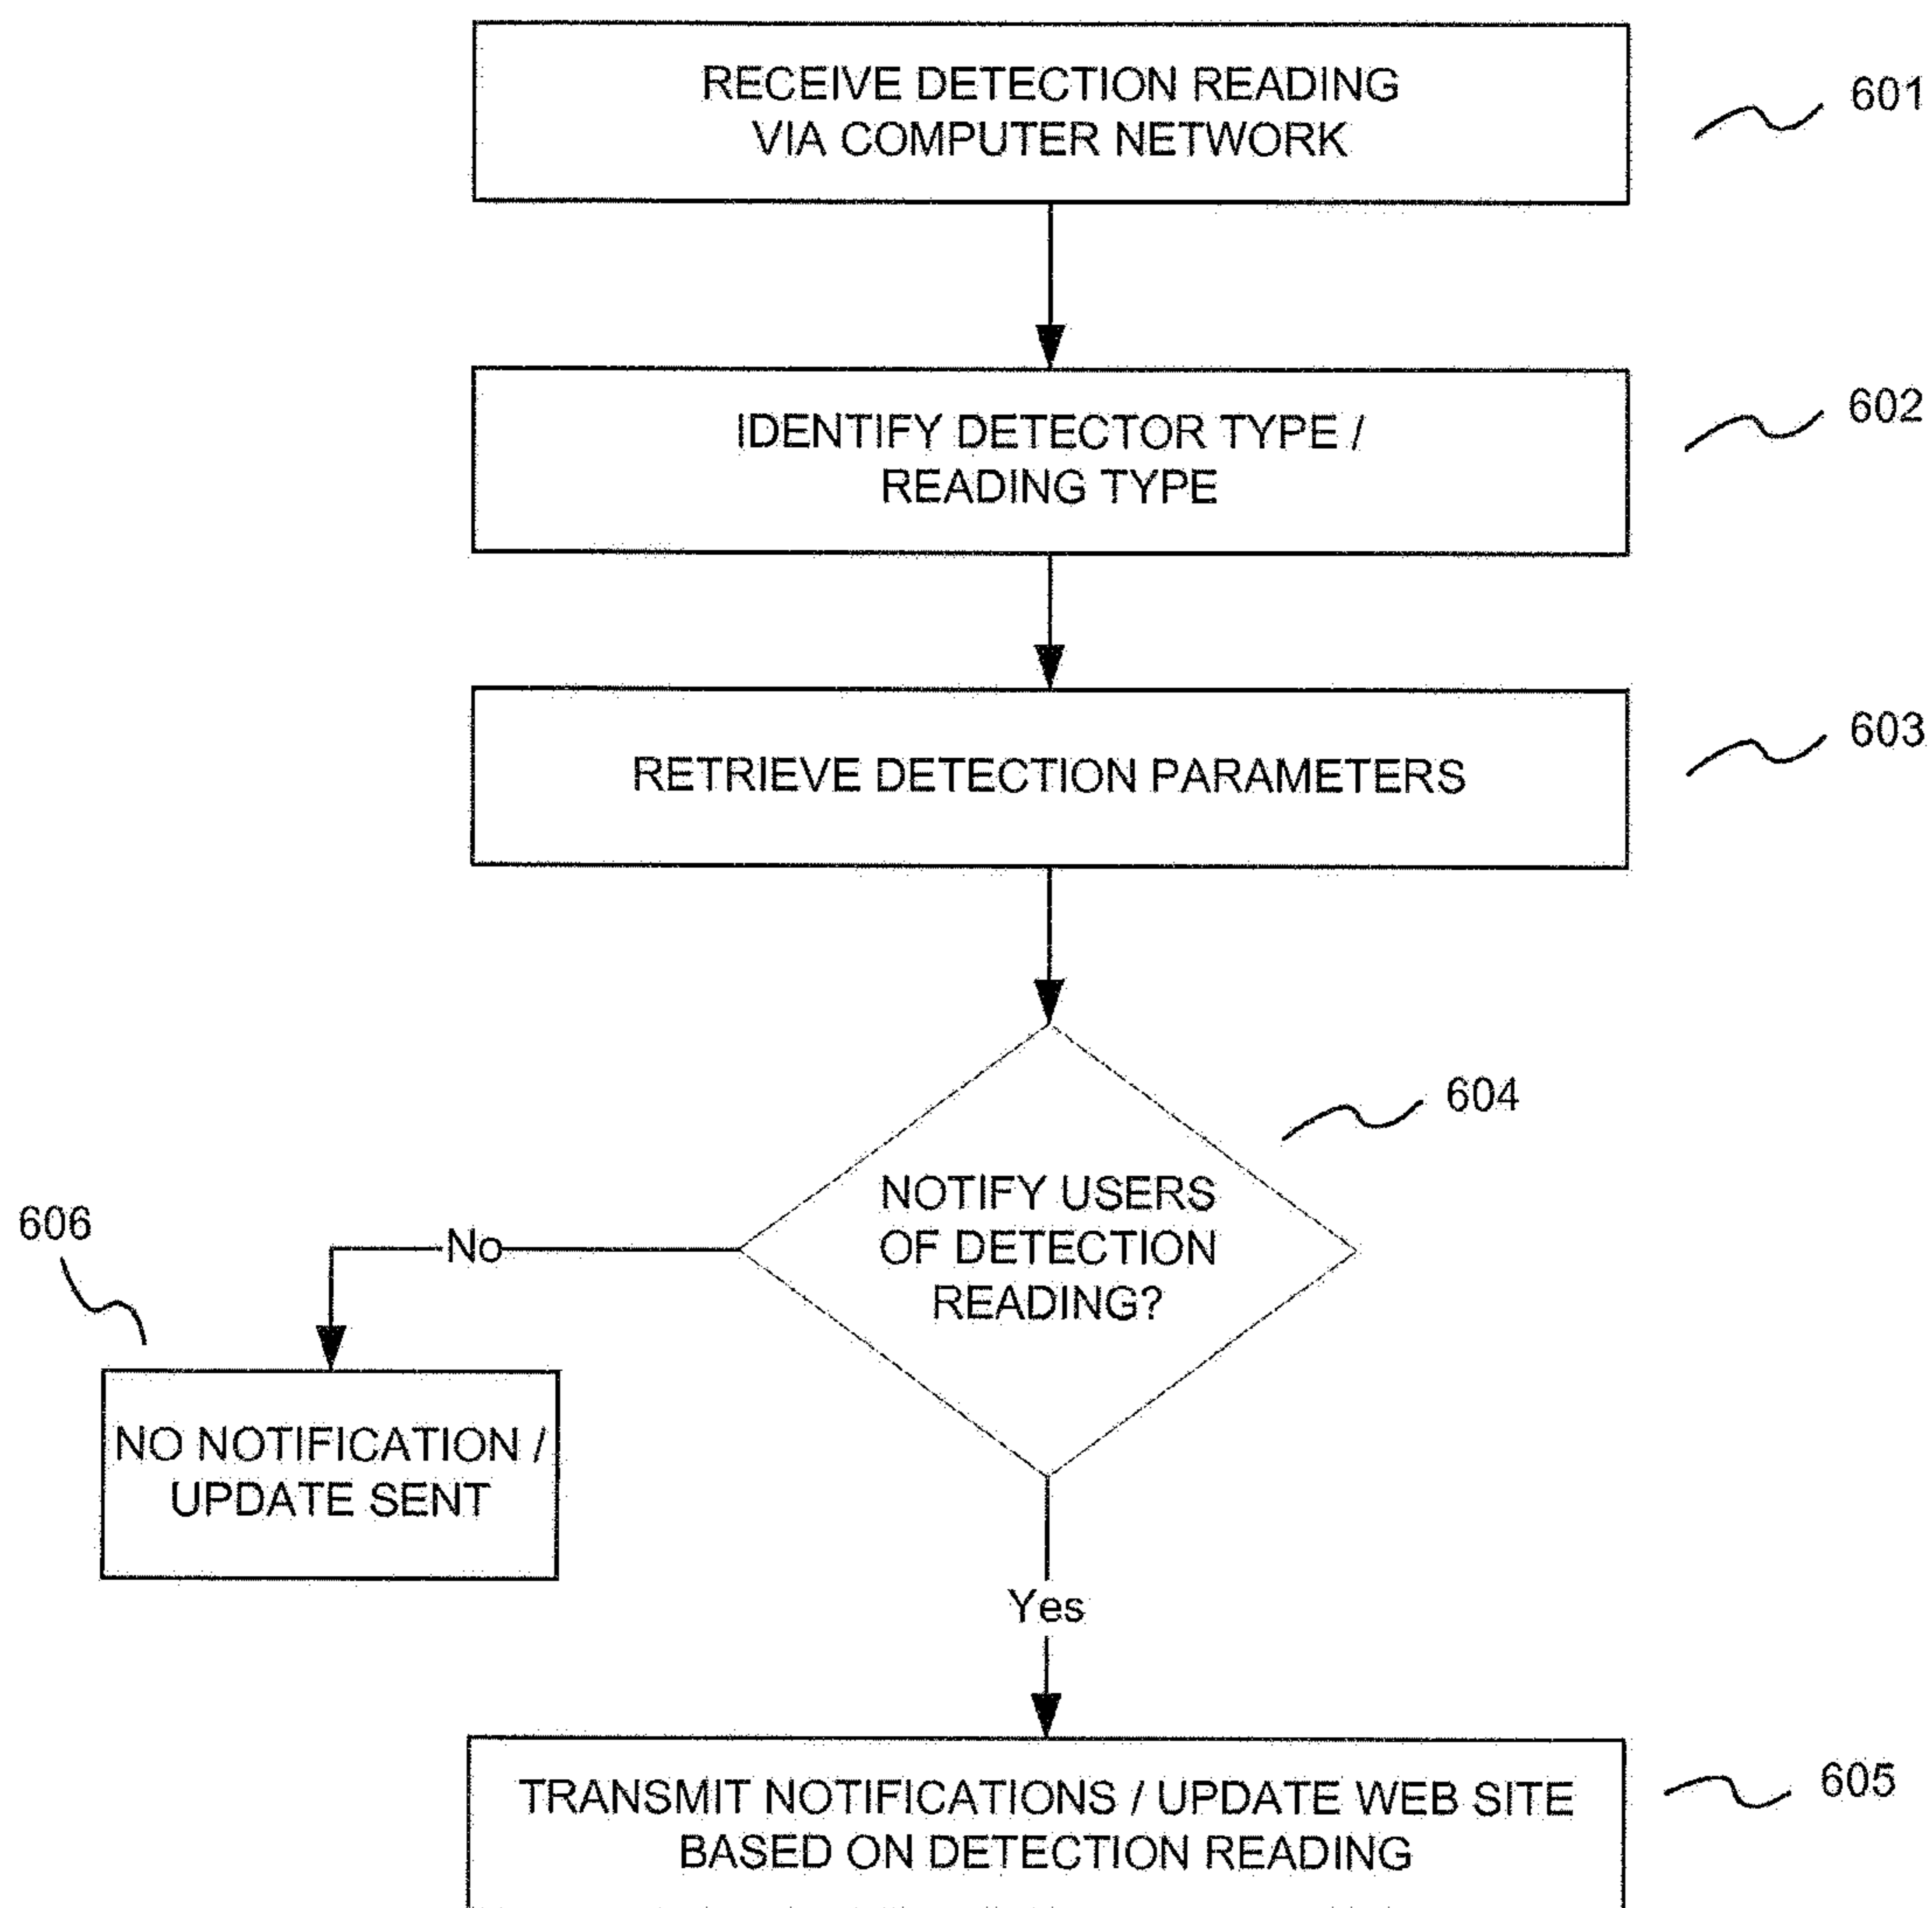 RECEIVE DETECTION READING
VIA COMPUTER NETWORK
601
IDENTIFY DETECTOR TYPE /
READING TYPE
602
RETRIEVE DETECTION PARAMETERS
603
NOTIFY USERS
OF DETECTION
READING?
604
No
606
NO NOTIFICATION /
UPDATE SENT
Yes
TRANSMIT NOTIFICATIONS / UPDATE WEB SITE
BASED ON DETECTION READING
605